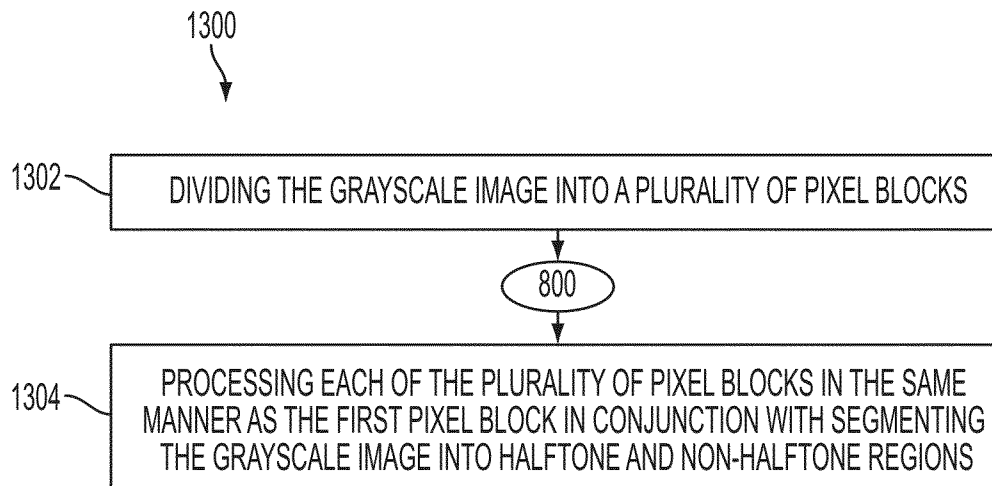 1300
1302
DIVIDING THE GRAYSCALE IMAGE INTO A PLURALITY OF PIXEL BLOCKS
800
1304
PROCESSING EACH OF THE PLURALITY OF PIXEL BLOCKS IN THE SAME
MANNER AS THE FIRST PIXEL BLOCK IN CONJUNCTION WITH SEGMENTING
THE GRAYSCALE IMAGE INTO HALFTONE AND NON-HALFTONE REGIONS